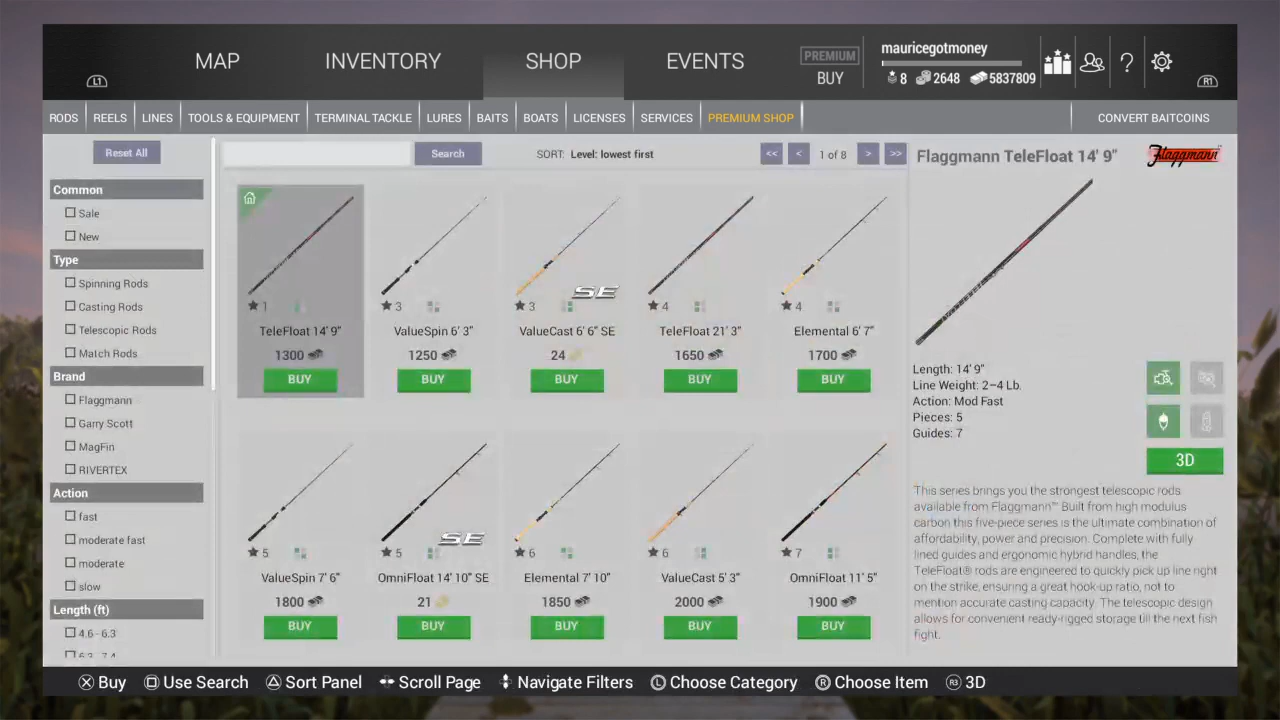 MAP
INVENTORY
SHOP
EVENTS
PREMIUM
BUY
mauricegotmoney
8 2648 5837809
L1
R1
RODS
REELS
LINES
TOOLS & EQUIPMENT
TERMINAL TACKLE
LURES
BAITS
BOATS
LICENSES
SERVICES
PREMIUM SHOP
CONVERT BAITCOINS
Reset All
Search
SORT: Level: lowest first
<<
<
1 of 8
>
>>
Common
Sale
New
Type
Spinning Rods
Casting Rods
Telescopic Rods
Match Rods
Brand
Flaggmann
Garry Scott
MagFin
RIVERTEX
Action
fast
moderate fast
moderate
slow
Length (ft)
4.6 - 6.3
6.3 - 7.4
1
TeleFloat 14' 9"
1300
BUY
3
ValueSpin 6' 3"
1250
BUY
SE
3
ValueCast 6' 6" SE
24
BUY
4
TeleFloat 21' 3"
1650
BUY
4
Elemental 6' 7"
1700
BUY
5
ValueSpin 7' 6"
1800
BUY
SE
5
OmniFloat 14' 10" SE
21
BUY
6
Elemental 7' 10"
1850
BUY
6
ValueCast 5' 3"
2000
BUY
7
OmniFloat 11' 5"
1900
BUY
Flaggmann TeleFloat 14' 9"
Flaggmann
Length: 14' 9"
Line Weight: 2–4 Lb.
Action: Mod Fast
Pieces: 5
Guides: 7
3D
This series brings you the strongest telescopic rods
available from Flaggmann™ Built from high modulus
carbon this five-piece series is the ultimate combination of
affordability, power and precision. Complete with fully
lined guides and ergonomic hybrid handles, the
TeleFloat® rods are engineered to quickly pick up line right
on the strike, ensuring a great hook-up ratio, not to
mention accurate casting capacity. The telescopic design
allows for convenient ready-rigged storage till the next fish
fight.
Buy
Use Search
Sort Panel
Scroll Page
Navigate Filters
L Choose Category
R Choose Item
R3 3D